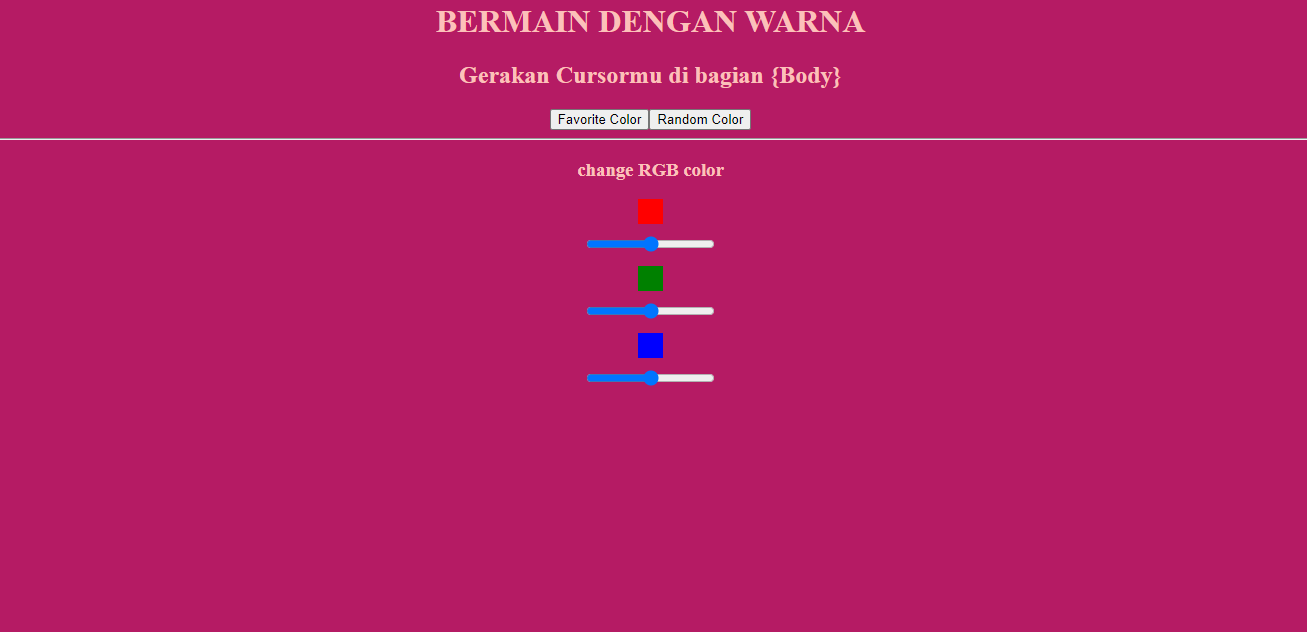 BERMAIN DENGAN WARNA
Gerakan Cursormu di bagian {Body}
Favorite Color Random Color
change RGB color